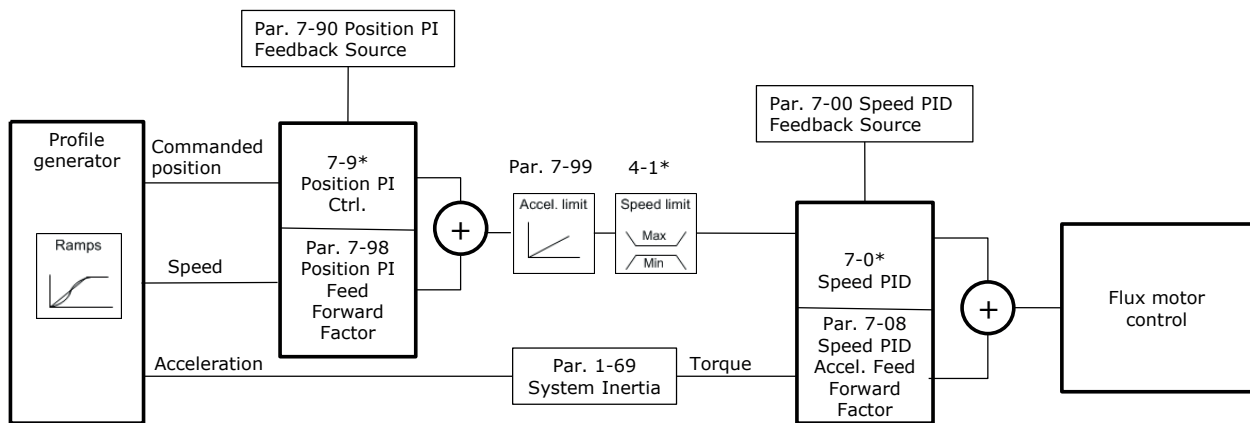 Par. 7-90 Position PI
Feedback Source
Par. 7-00 Speed PID
Feedback Source
Profile
generator
Ramps
Commanded
position
Speed
Acceleration
7-9*
Position PI
Ctrl.
Par. 7-98
Position PI
Feed
Forward
Factor
+
Par. 7-99
Accel. limit
4-1*
Speed limit
Max
Min
Par. 1-69
System Inertia
Torque
7-0*
Speed PID
Par. 7-08
Speed PID
Accel. Feed
Forward
Factor
+
Flux motor
control